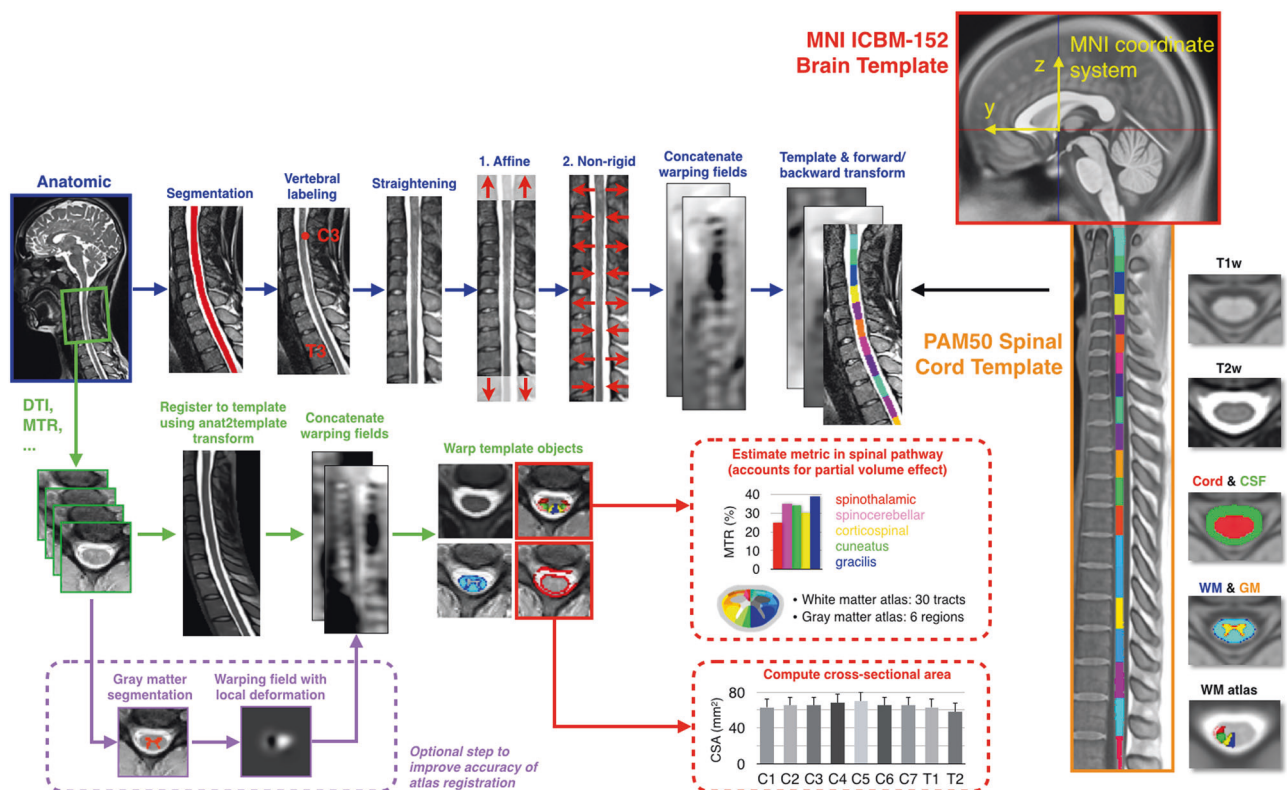 MNI ICBM-152
Brain Template
MNI coordinate
system
z
y
Anatomic
Segmentation
Vertebral
labeling
Straightening
1. Affine
2. Non-rigid
Concatenate
warping fields
Template & forward/
backward transform
C3
T3
PAM50 Spinal
Cord Template
T1w
T2w
Cord & CSF
WM & GM
WM atlas
DTI,
MTR,
...
Register to template
using anat2template
transform
Concatenate
warping fields
Warp template objects
Estimate metric in spinal pathway
(accounts for partial volume effect)
MTR (%)
40
30
20
10
0
spinothalamic
spinocerebellar
corticospinal
cuneatus
gracilis
• White matter atlas: 30 tracts
• Gray matter atlas: 6 regions
Gray matter
segmentation
Warping field with
local deformation
Optional step to
improve accuracy of
atlas registration
Compute cross-sectional area
CSA (mm²)
80
60
0
C1 C2 C3 C4 C5 C6 C7 T1 T2